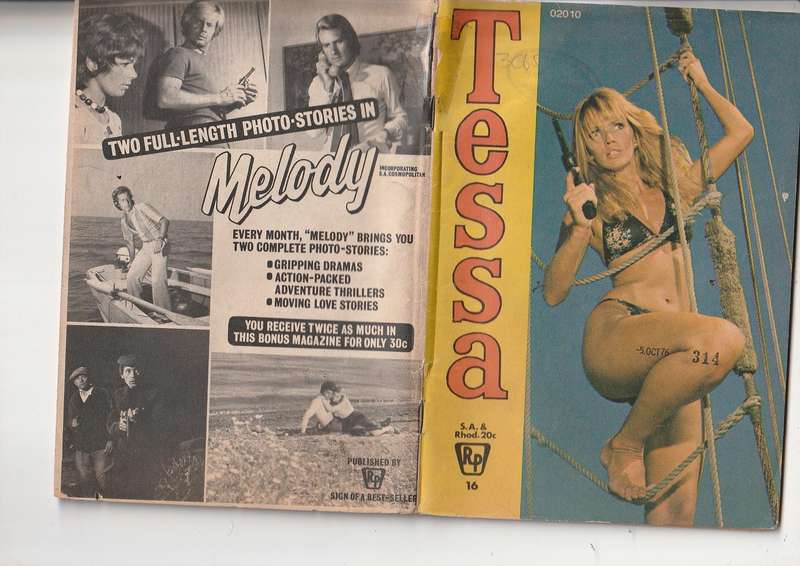 TWO FULL-LENGTH PHOTO-STORIES IN
Melody
INCORPORATING
S.A. COSMOPOLITAN
EVERY MONTH, "MELODY" BRINGS YOU
TWO COMPLETE PHOTO-STORIES:
● GRIPPING DRAMAS
● ACTION-PACKED
ADVENTURE THRILLERS
● MOVING LOVE STORIES
YOU RECEIVE TWICE AS MUCH IN
THIS BONUS MAGAZINE FOR ONLY 30c
PUBLISHED BY
RP
SIGN OF A BEST-SELLER
Tessa
02010
-5. OCT 76
314
S.A. &
Rhod. 20c
RP
16